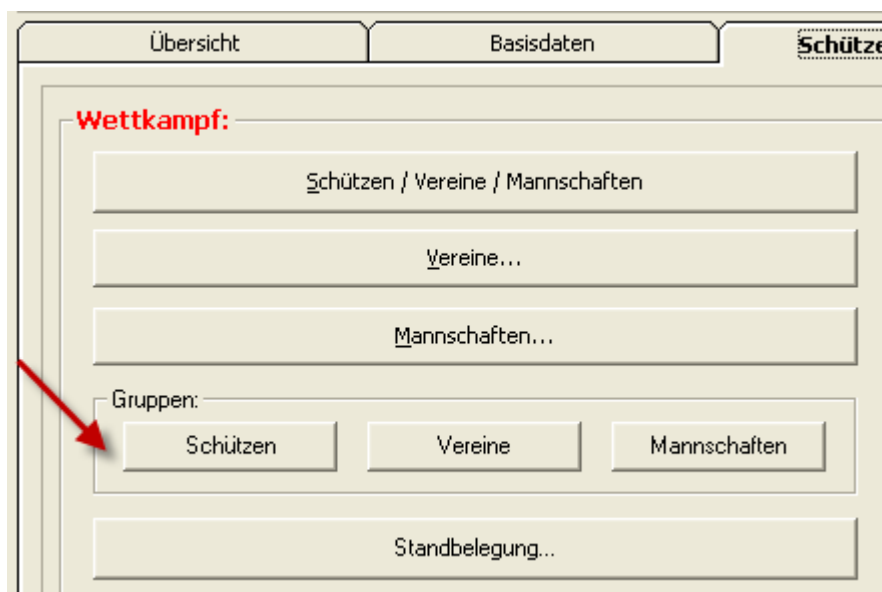 Übersicht Basisdaten Schütze
Wettkampf:
Schützen / Vereine / Mannschaften
Vereine...
Mannschaften...
Gruppen:
Schützen Vereine Mannschaften
Standbelegung...